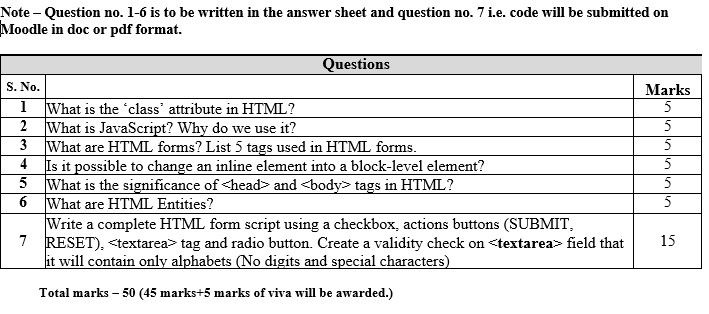 Note – Question no. 1-6 is to be written in the answer sheet and question no. 7 i.e. code will be submitted on
Moodle in doc or pdf format.
Questions
S. No.
Marks
1 What is the ‘class’ attribute in HTML? 5
2 What is JavaScript? Why do we use it? 5
3 What are HTML forms? List 5 tags used in HTML forms. 5
4 Is it possible to change an inline element into a block-level element? 5
5 What is the significance of <head> and <body> tags in HTML? 5
6 What are HTML Entities? 5
Write a complete HTML form script using a checkbox, actions buttons (SUBMIT,
7 RESET), <textarea> tag and radio button. Create a validity check on <textarea> field that 15
it will contain only alphabets (No digits and special characters)
Total marks – 50 (45 marks+5 marks of viva will be awarded.)